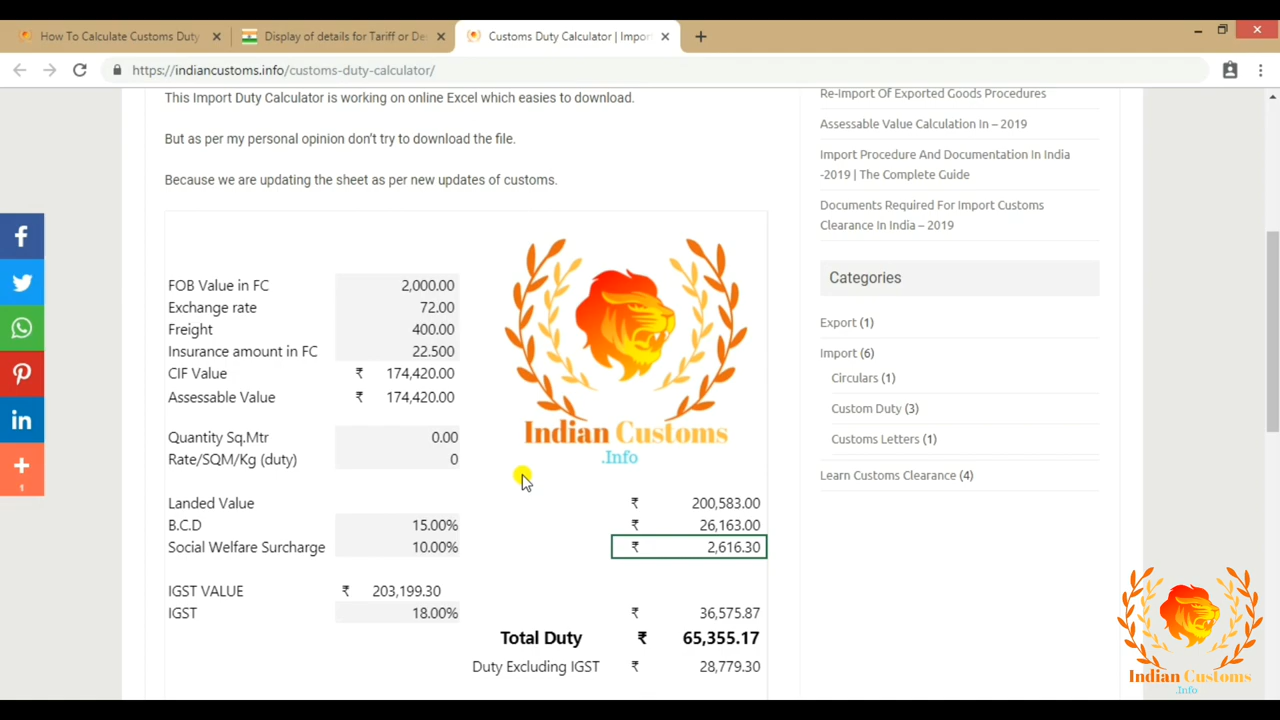 How To Calculate Customs Duty
Display of details for Tariff or De
Customs Duty Calculator | Impor
https://indiancustoms.info/customs-duty-calculator/
This Import Duty Calculator is working on online Excel which easies to download.
But as per my personal opinion don't try to download the file.
Because we are updating the sheet as per new updates of customs.
FOB Value in FC 2,000.00
Exchange rate 72.00
Freight 400.00
Insurance amount in FC 22.500
CIF Value ₹ 174,420.00
Assessable Value ₹ 174,420.00
Quantity Sq.Mtr 0.00
Rate/SQM/Kg (duty) 0
Landed Value ₹ 200,583.00
B.C.D 15.00% ₹ 26,163.00
Social Welfare Surcharge 10.00% ₹ 2,616.30
IGST VALUE ₹ 203,199.30
IGST 18.00% ₹ 36,575.87
Total Duty ₹ 65,355.17
Duty Excluding IGST ₹ 28,779.30
Indian Customs
.Info
Re-Import Of Exported Goods Procedures
Assessable Value Calculation In – 2019
Import Procedure And Documentation In India
-2019 | The Complete Guide
Documents Required For Import Customs
Clearance In India – 2019
Categories
Export (1)
Import (6)
Circulars (1)
Custom Duty (3)
Customs Letters (1)
Learn Customs Clearance (4)
1
Indian Customs
.Info